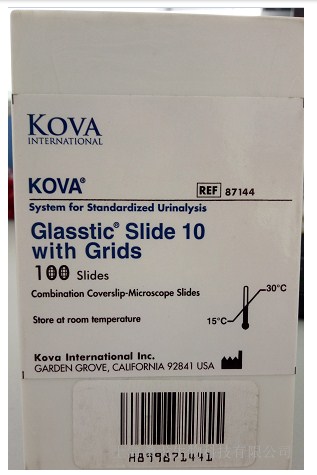 KOVA
INTERNATIONAL
KOVA® REF 87144
System for Standardized Urinalysis
Glasstic® Slide 10
with Grids
100 Slides
Combination Coverslip-Microscope Slides
30°C
Store at room temperature
15°C
Kova International Inc.
GARDEN GROVE, CALIFORNIA 92841 USA
H899871441